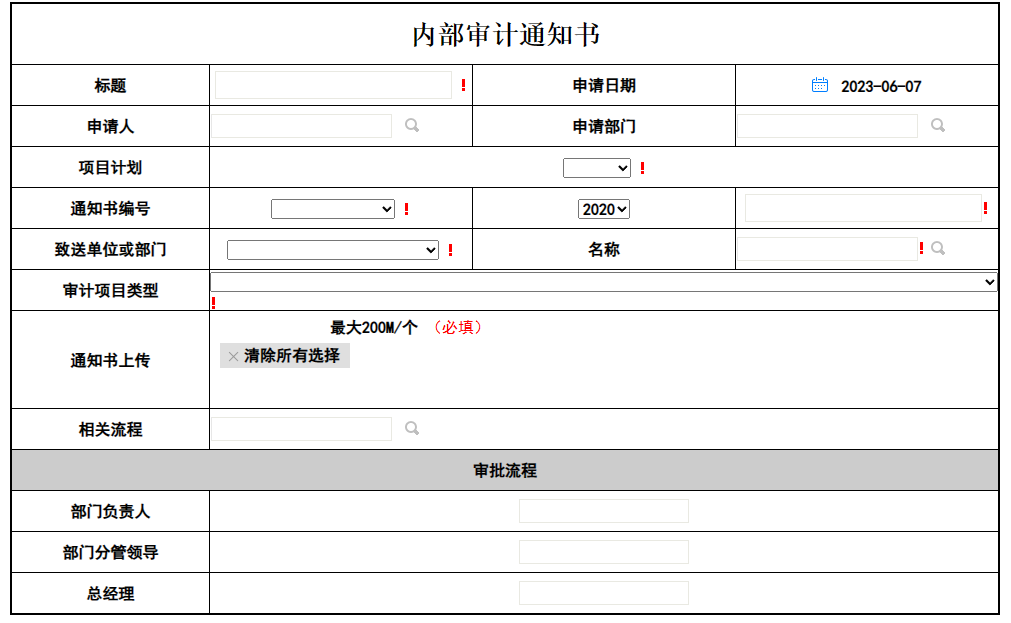 内部审计通知书
标题 ! 申请日期 2023-06-07
申请人 申请部门
项目计划 !
通知书编号 ! 2020 !
致送单位或部门 ! 名称 !
审计项目类型
!
最大200M/个 （必填）
通知书上传
× 清除所有选择
相关流程
审批流程
部门负责人
部门分管领导
总经理